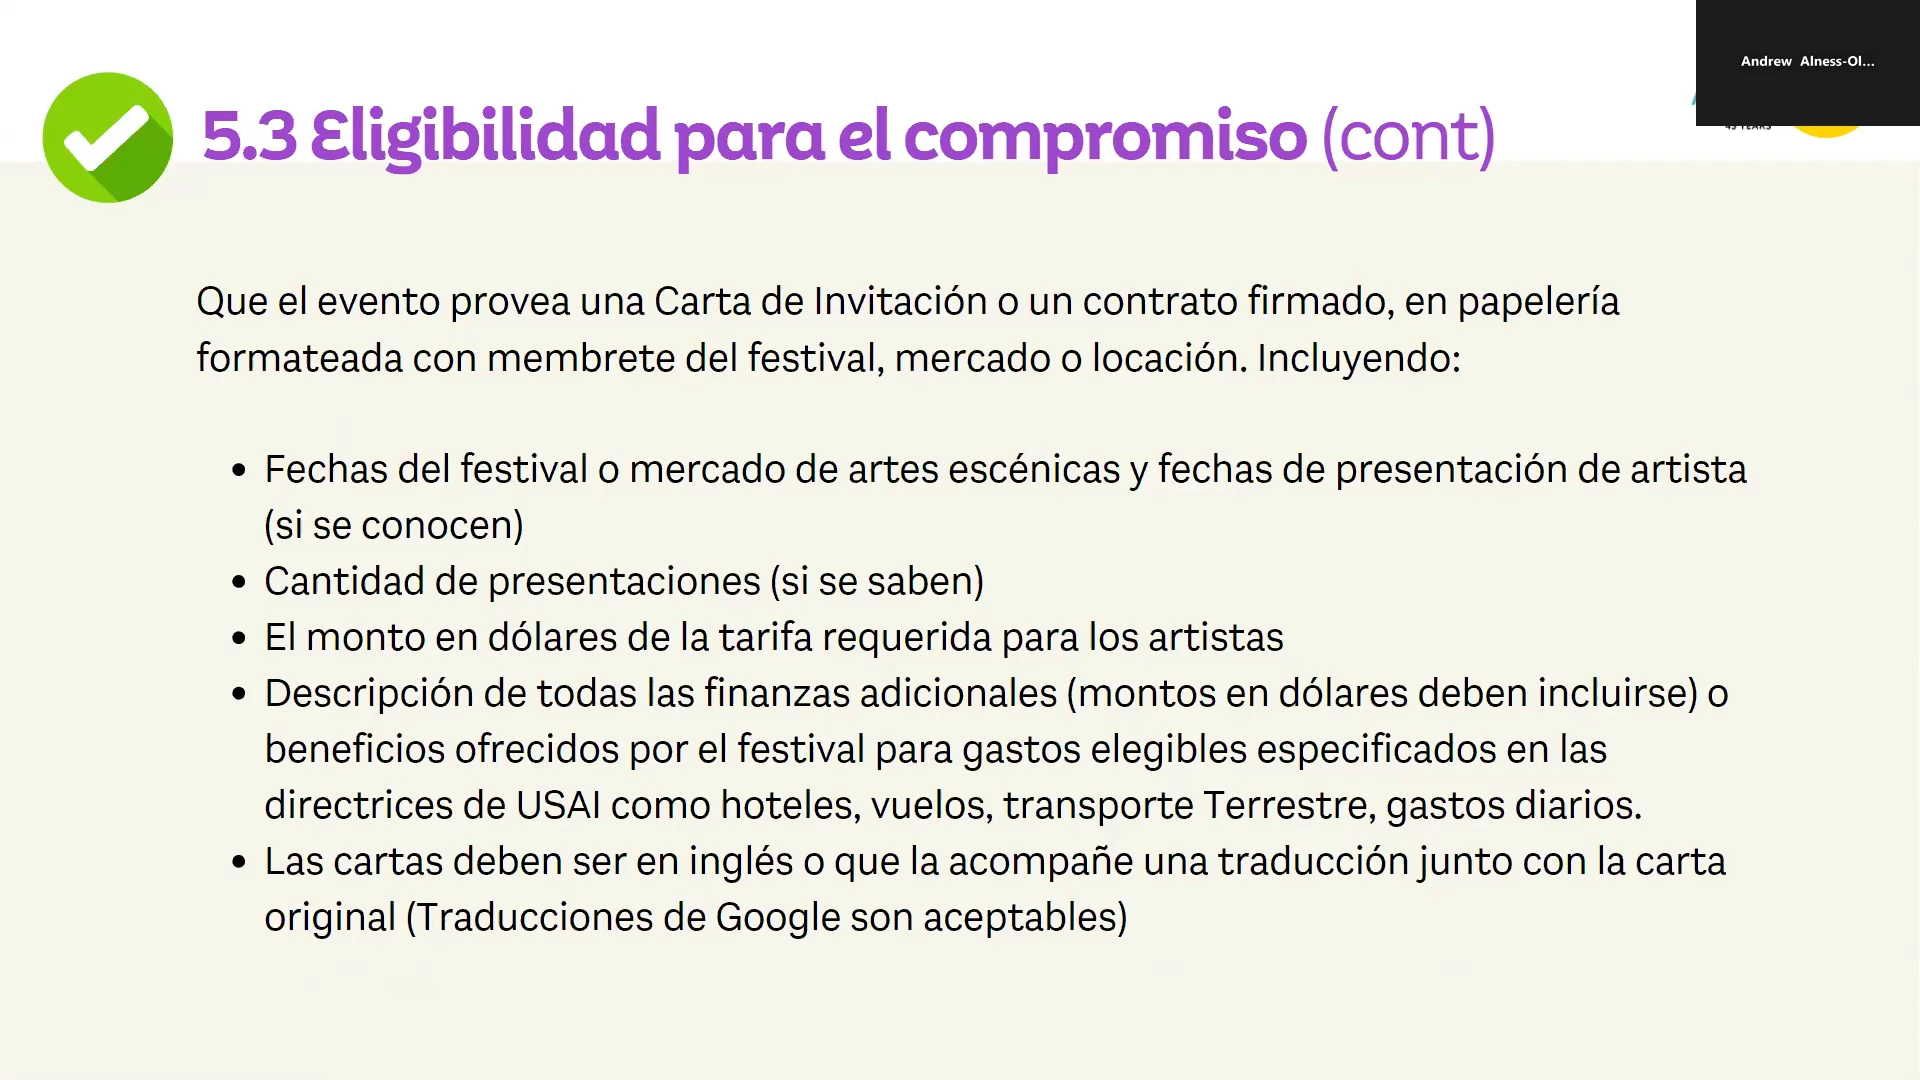 Andrew Alness-Ol...
45 YEARS
5.3 Eligibilidad para el compromiso (cont)
Que el evento provea una Carta de Invitación o un contrato firmado, en papelería
formateada con membrete del festival, mercado o locación. Incluyendo:
• Fechas del festival o mercado de artes escénicas y fechas de presentación de artista
(si se conocen)
• Cantidad de presentaciones (si se saben)
• El monto en dólares de la tarifa requerida para los artistas
• Descripción de todas las finanzas adicionales (montos en dólares deben incluirse) o
beneficios ofrecidos por el festival para gastos elegibles especificados en las
directrices de USAI como hoteles, vuelos, transporte Terrestre, gastos diarios.
• Las cartas deben ser en inglés o que la acompañe una traducción junto con la carta
original (Traducciones de Google son aceptables)